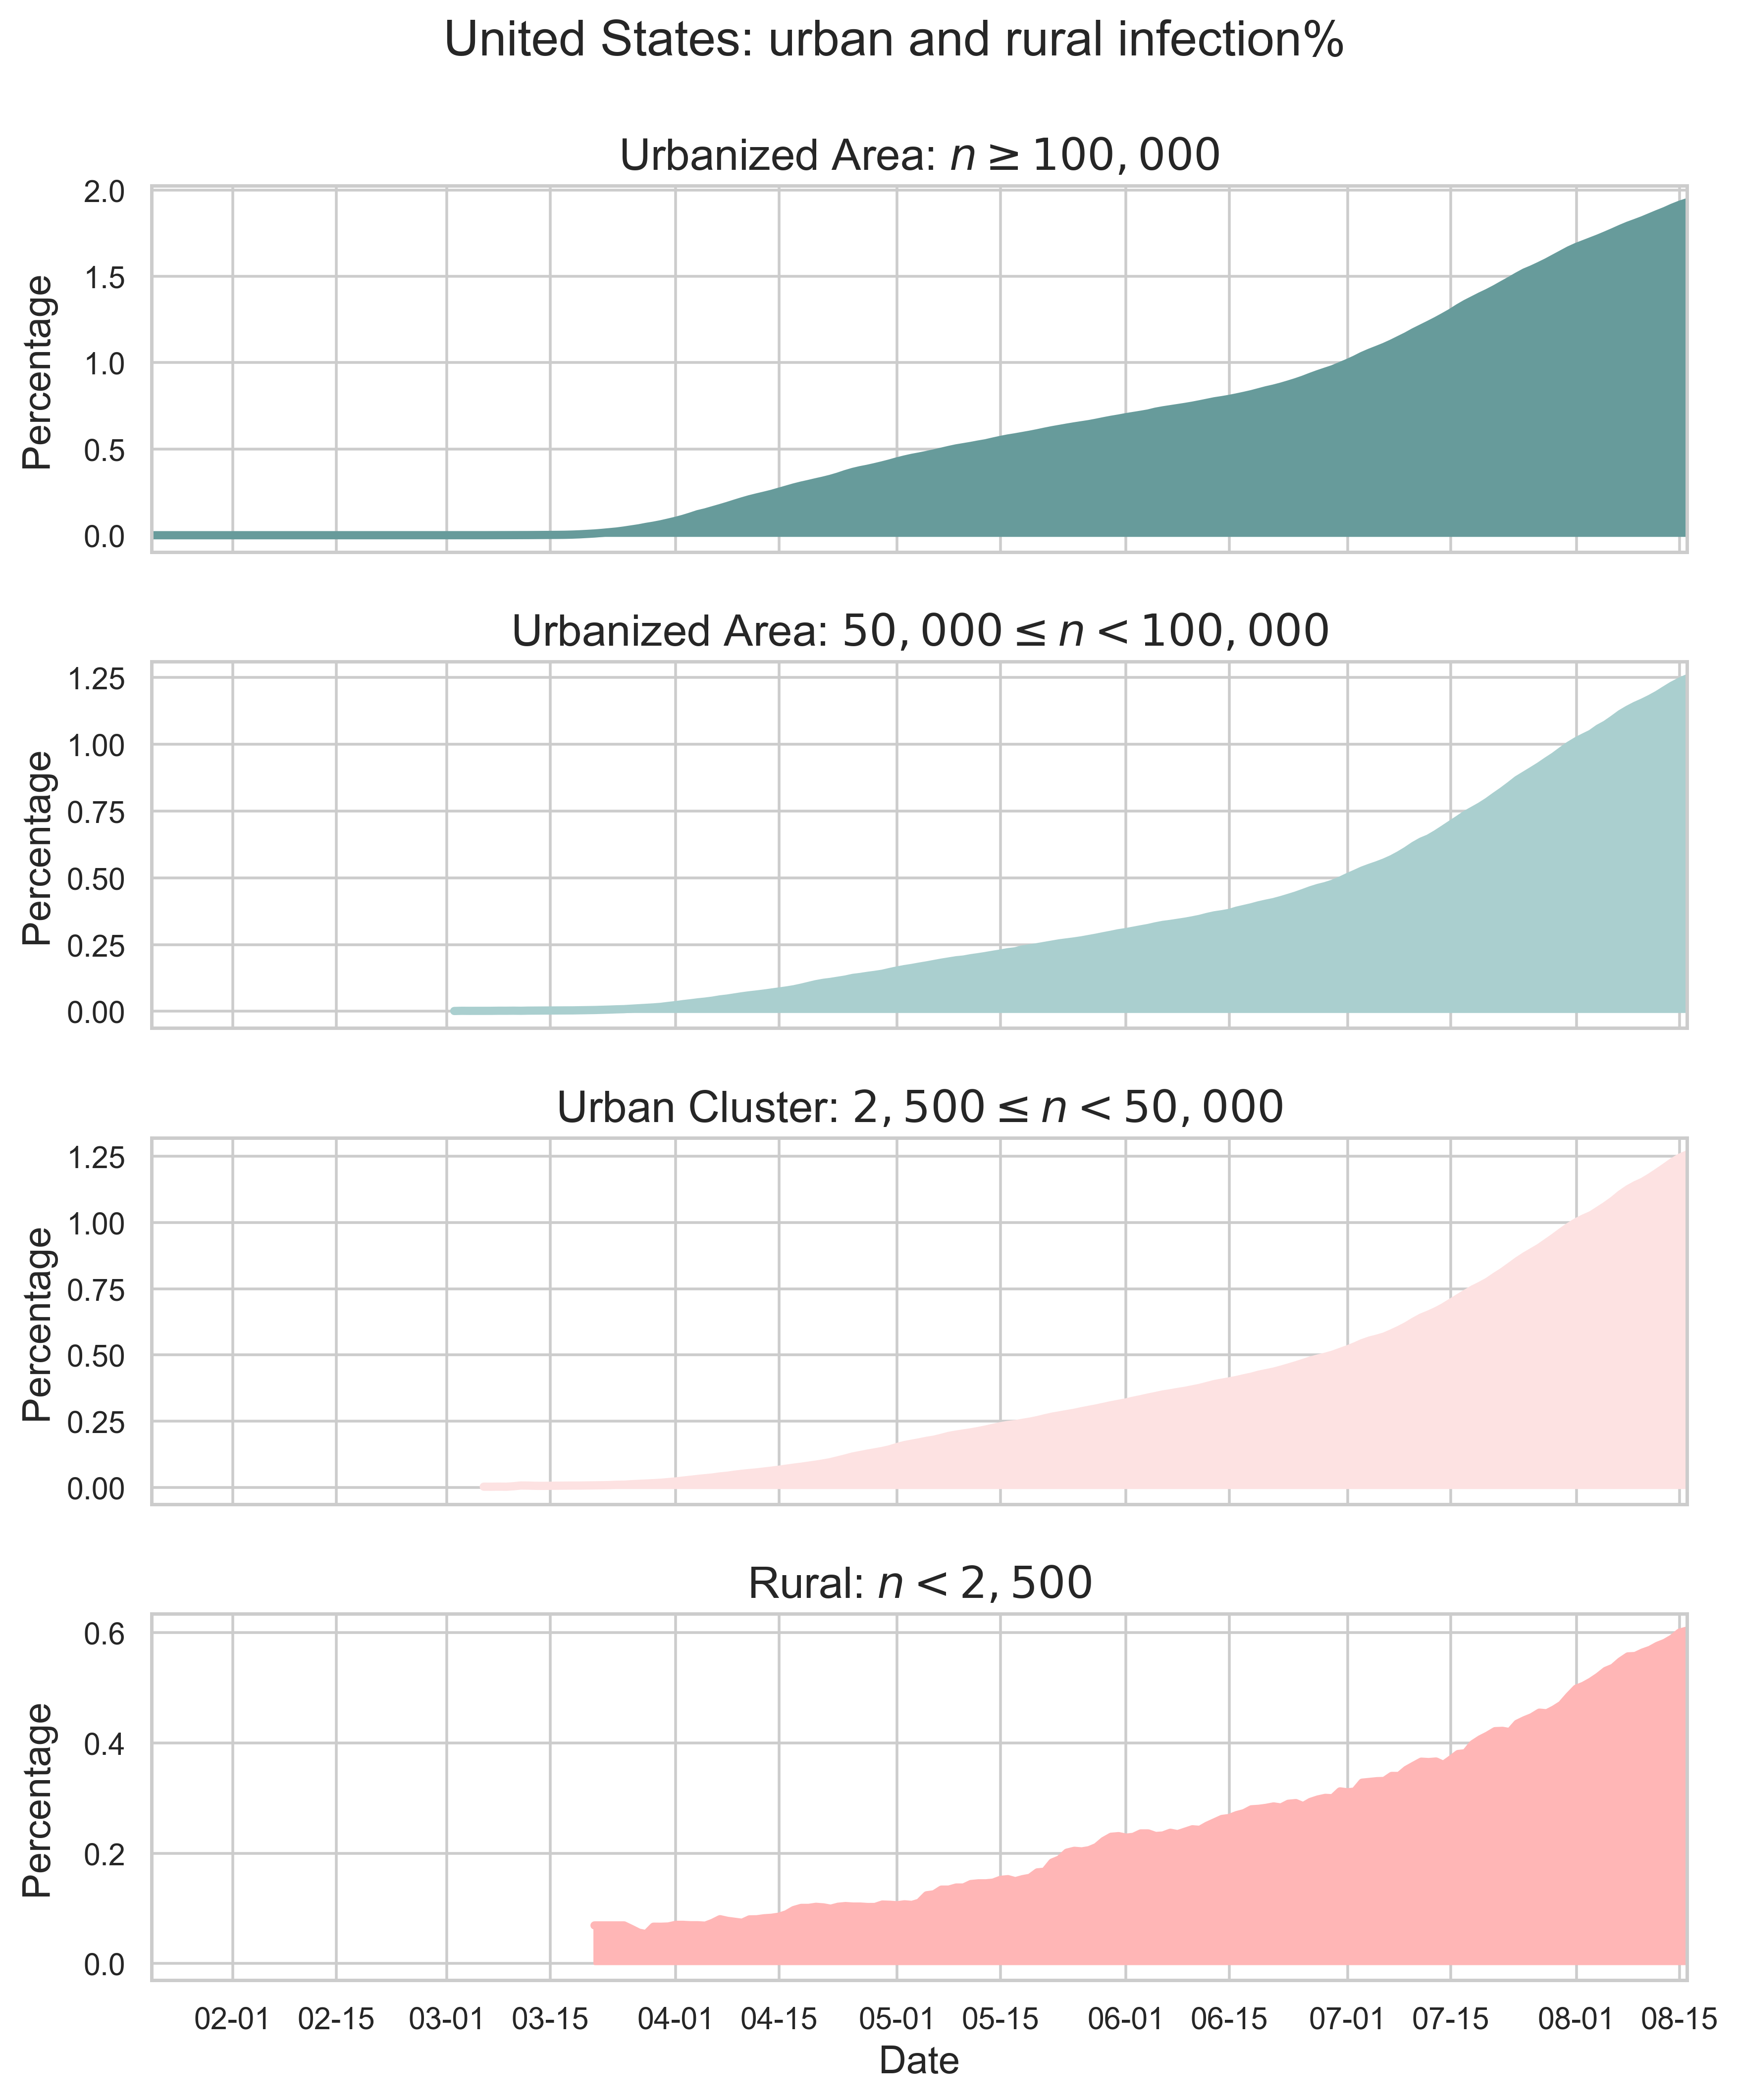 United States: urban and rural infection%
Urbanized Area: n ≥ 100,000
Percentage
2.0
1.5
1.0
0.5
0.0
Urbanized Area: 50,000 ≤ n < 100,000
Percentage
1.25
1.00
0.75
0.50
0.25
0.00
Urban Cluster: 2,500 ≤ n < 50,000
Percentage
1.25
1.00
0.75
0.50
0.25
0.00
Rural: n < 2,500
Percentage
0.6
0.4
0.2
0.0
02-01 02-15 03-01 03-15 04-01 04-15 05-01 05-15 06-01 06-15 07-01 07-15 08-01 08-15
Date